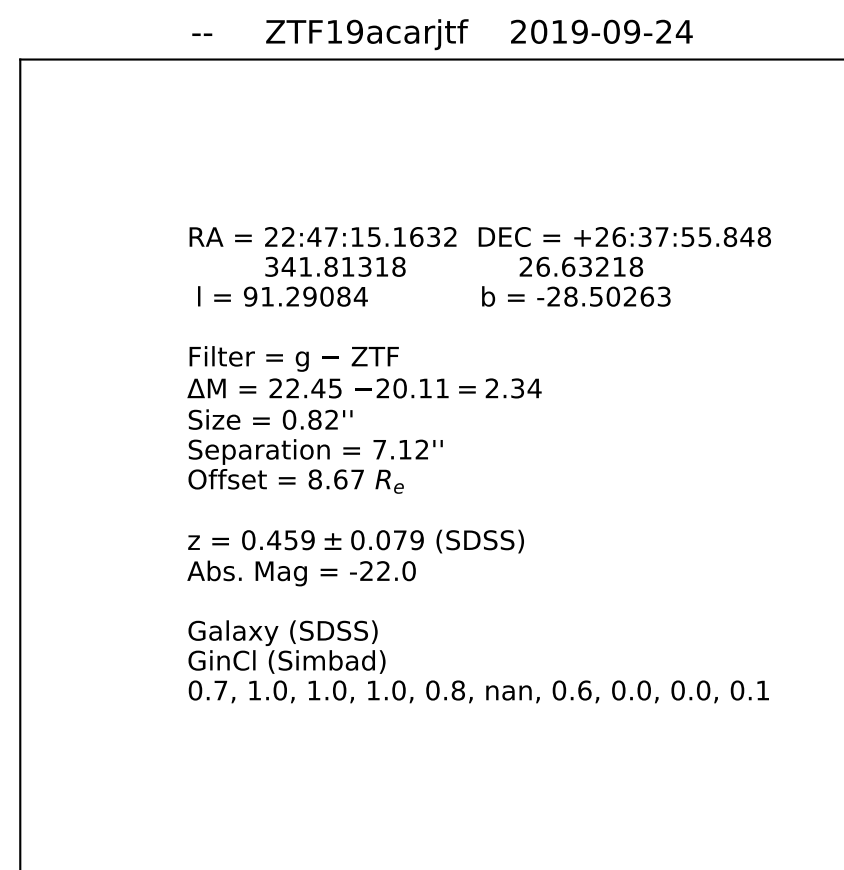 -- ZTF19acarjtf 2019-09-24
RA = 22:47:15.1632 DEC = +26:37:55.848
341.81318 26.63218
l = 91.29084 b = -28.50263
Filter = g − ZTF
ΔM = 22.45 −20.11 = 2.34
Size = 0.82''
Separation = 7.12''
Offset = 8.67 Rₑ
z = 0.459 ± 0.079 (SDSS)
Abs. Mag = -22.0
Galaxy (SDSS)
GinCl (Simbad)
0.7, 1.0, 1.0, 1.0, 0.8, nan, 0.6, 0.0, 0.0, 0.1